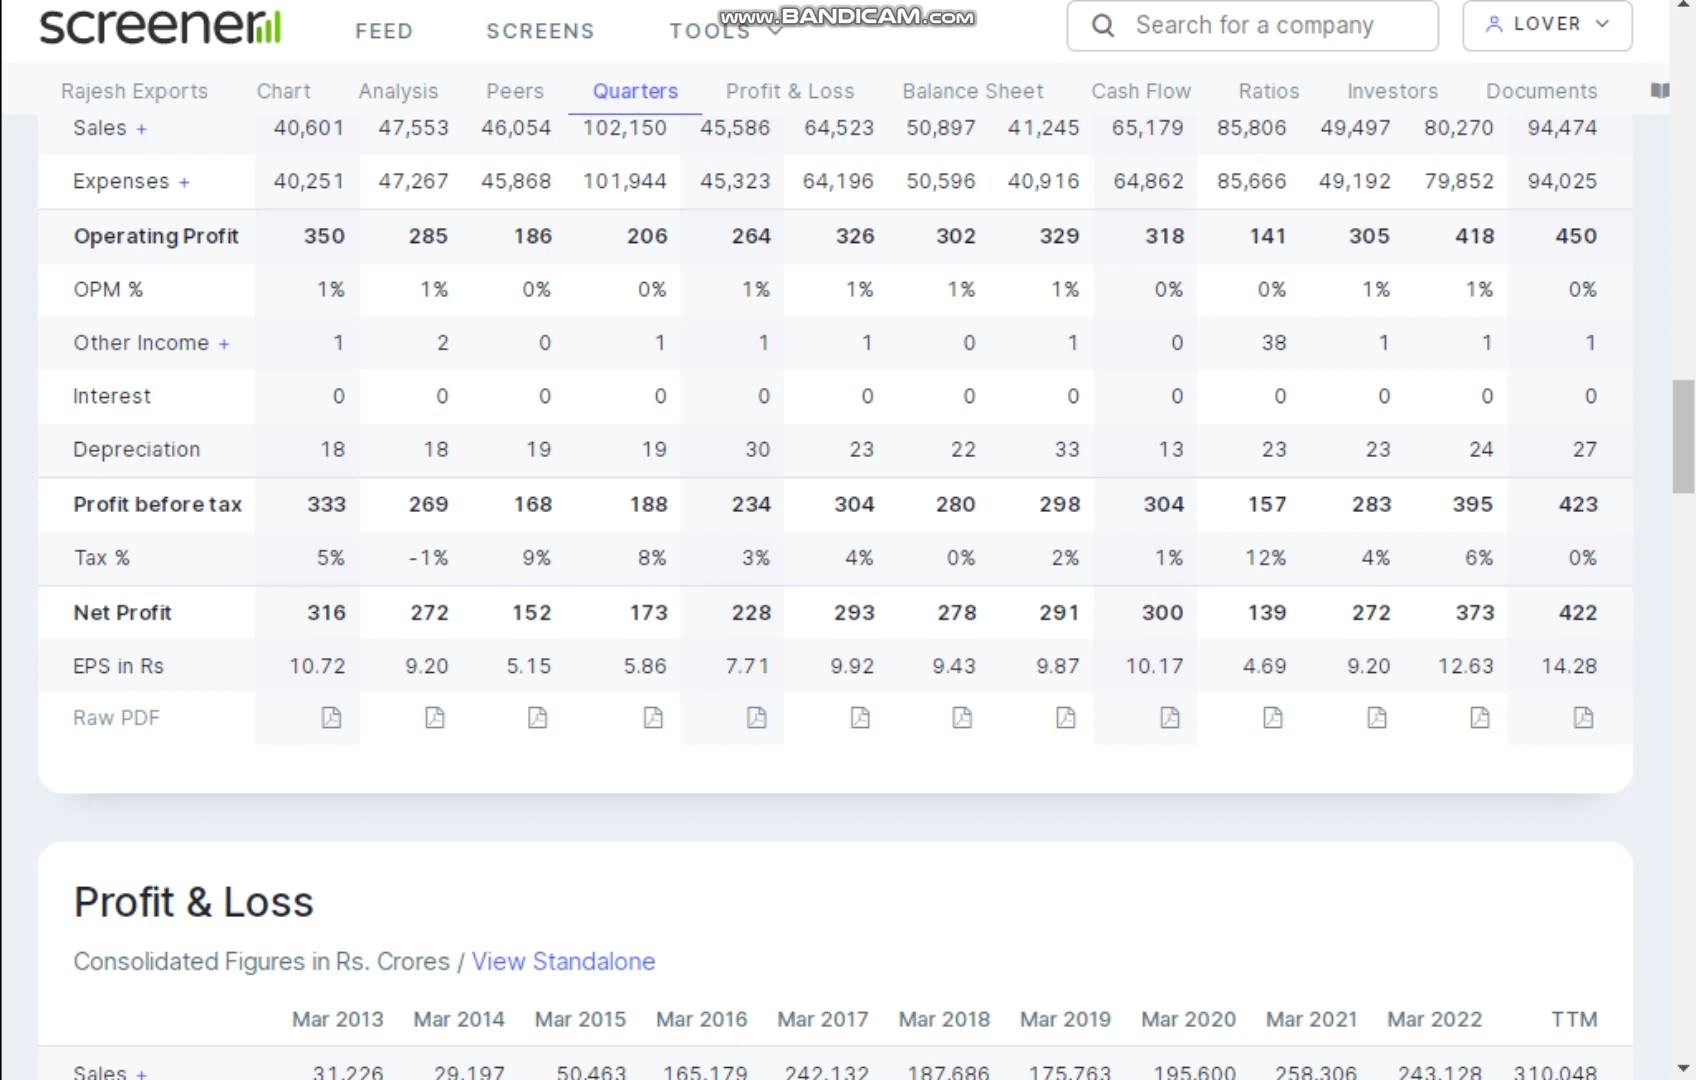 screener FEED SCREENS TOOLS www.BANDICAM.com Search for a company LOVER
Rajesh Exports Chart Analysis Peers Quarters Profit & Loss Balance Sheet Cash Flow Ratios Investors Documents
Sales + 40,601 47,553 46,054 102,150 45,586 64,523 50,897 41,245 65,179 85,806 49,497 80,270 94,474
Expenses + 40,251 47,267 45,868 101,944 45,323 64,196 50,596 40,916 64,862 85,666 49,192 79,852 94,025
Operating Profit 350 285 186 206 264 326 302 329 318 141 305 418 450
OPM % 1% 1% 0% 0% 1% 1% 1% 1% 0% 0% 1% 1% 0%
Other Income + 1 2 0 1 1 1 0 1 0 38 1 1 1
Interest 0 0 0 0 0 0 0 0 0 0 0 0 0
Depreciation 18 18 19 19 30 23 22 33 13 23 23 24 27
Profit before tax 333 269 168 188 234 304 280 298 304 157 283 395 423
Tax % 5% -1% 9% 8% 3% 4% 0% 2% 1% 12% 4% 6% 0%
Net Profit 316 272 152 173 228 293 278 291 300 139 272 373 422
EPS in Rs 10.72 9.20 5.15 5.86 7.71 9.92 9.43 9.87 10.17 4.69 9.20 12.63 14.28
Raw PDF
Profit & Loss
Consolidated Figures in Rs. Crores / View Standalone
Mar 2013 Mar 2014 Mar 2015 Mar 2016 Mar 2017 Mar 2018 Mar 2019 Mar 2020 Mar 2021 Mar 2022 TTM
Sales + 31,226 29,197 50,463 165,179 242,132 187,686 175,763 195,600 258,306 243,128 310,048